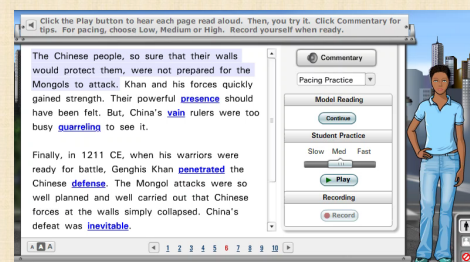 Click the Play button to hear each page read aloud. Then, you try it. Click Commentary for
tips. For pacing, choose Low, Medium or High. Record yourself when ready.
The Chinese people, so sure that their walls
would protect them, were not prepared for the
Mongols to attack. Khan and his forces quickly
gained strength. Their powerful presence should
have been felt. But, China's vain rulers were too
busy quarreling to see it.
Finally, in 1211 CE, when his warriors were
ready for battle, Genghis Khan penetrated the
Chinese defense. The Mongol attacks were so
well planned and well carried out that Chinese
forces at the walls simply collapsed. China's
defeat was inevitable.
A A A
1 2 3 4 5 6 7 8 9 10
Commentary
Pacing Practice
Model Reading
Continue
Student Practice
Slow Med Fast
Play
Recording
Record